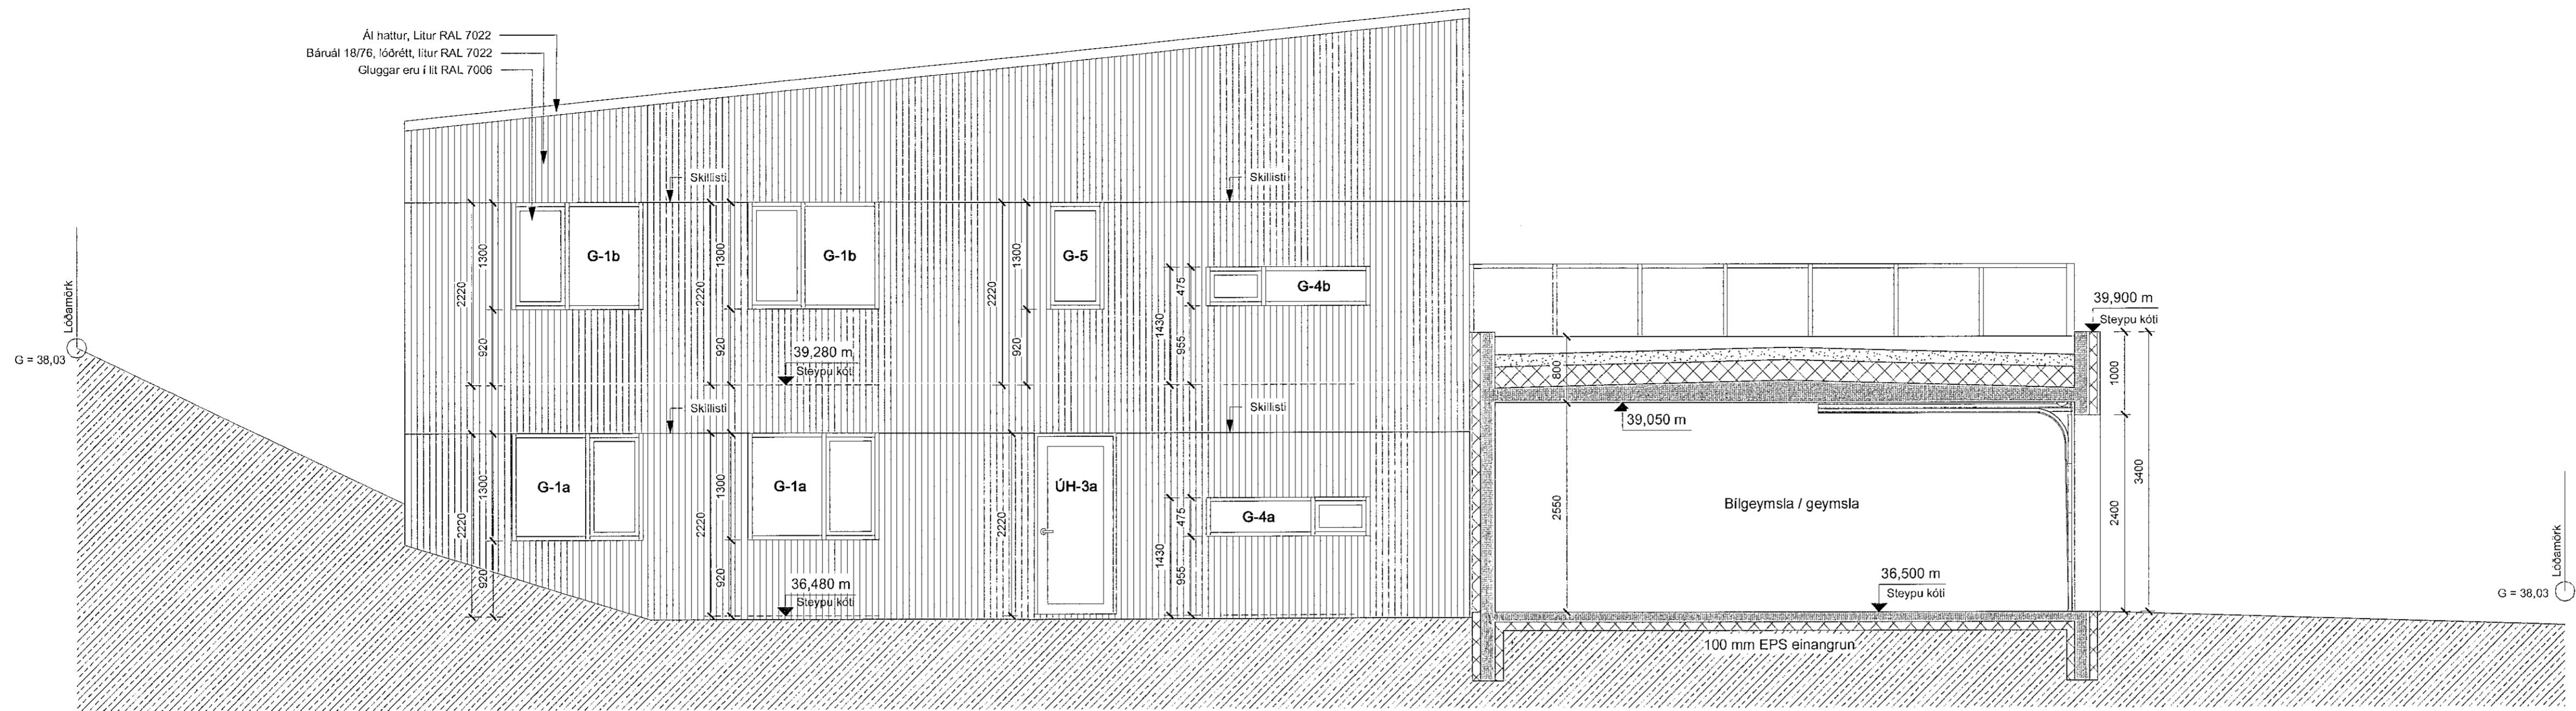 Ál hattur, Litur RAL 7022
Báruál 18/76, lóðrétt, litur RAL 7022
Gluggar eru í lit RAL 7006
Skillisti
Skillisti
1300
G-1b
1300
G-1b
1300
G-5
2220
2220
2220
475
G-4b
1430
39,900 m
Steypu kóti
Lóðamörk
G = 38,03
920
920
39,280 m
Steypu kóti
920
955
800
1000
Skillisti
Skillisti
39,050 m
3400
1300
G-1a
1300
G-1a
ÚH-3a
475
G-4a
2550
Bílgeymsla / geymsla
2400
2220
2220
2220
1430
Lóðamörk
G = 38,03
920
920
36,480 m
Steypu kóti
955
36,500 m
Steypu kóti
100 mm EPS einangrun